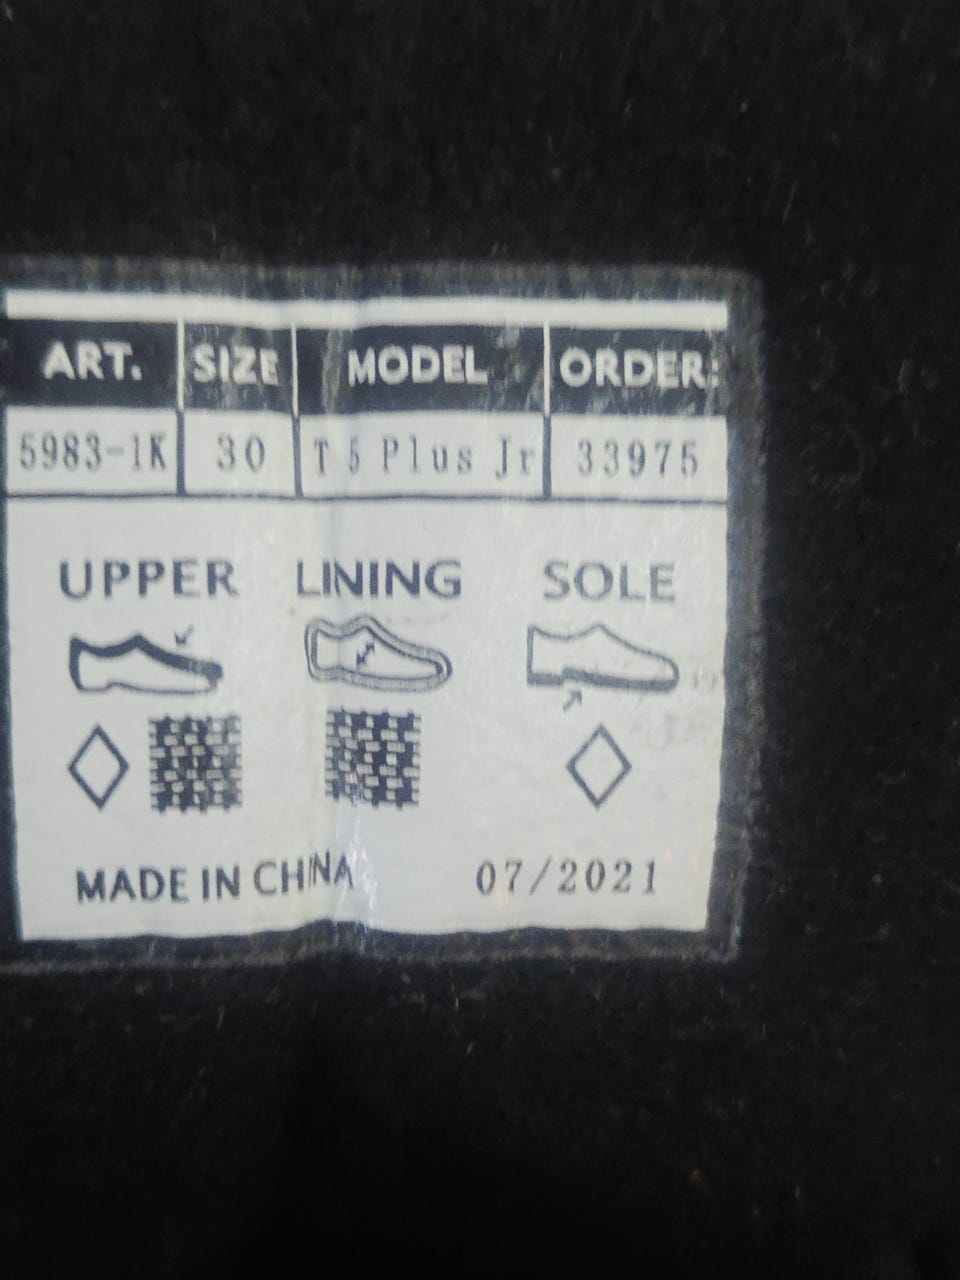 ART. SIZE MODEL ORDER:
5983-1K 30 T 5 Plus Jr 33975
UPPER LINING SOLE
MADE IN CHINA 07/2021